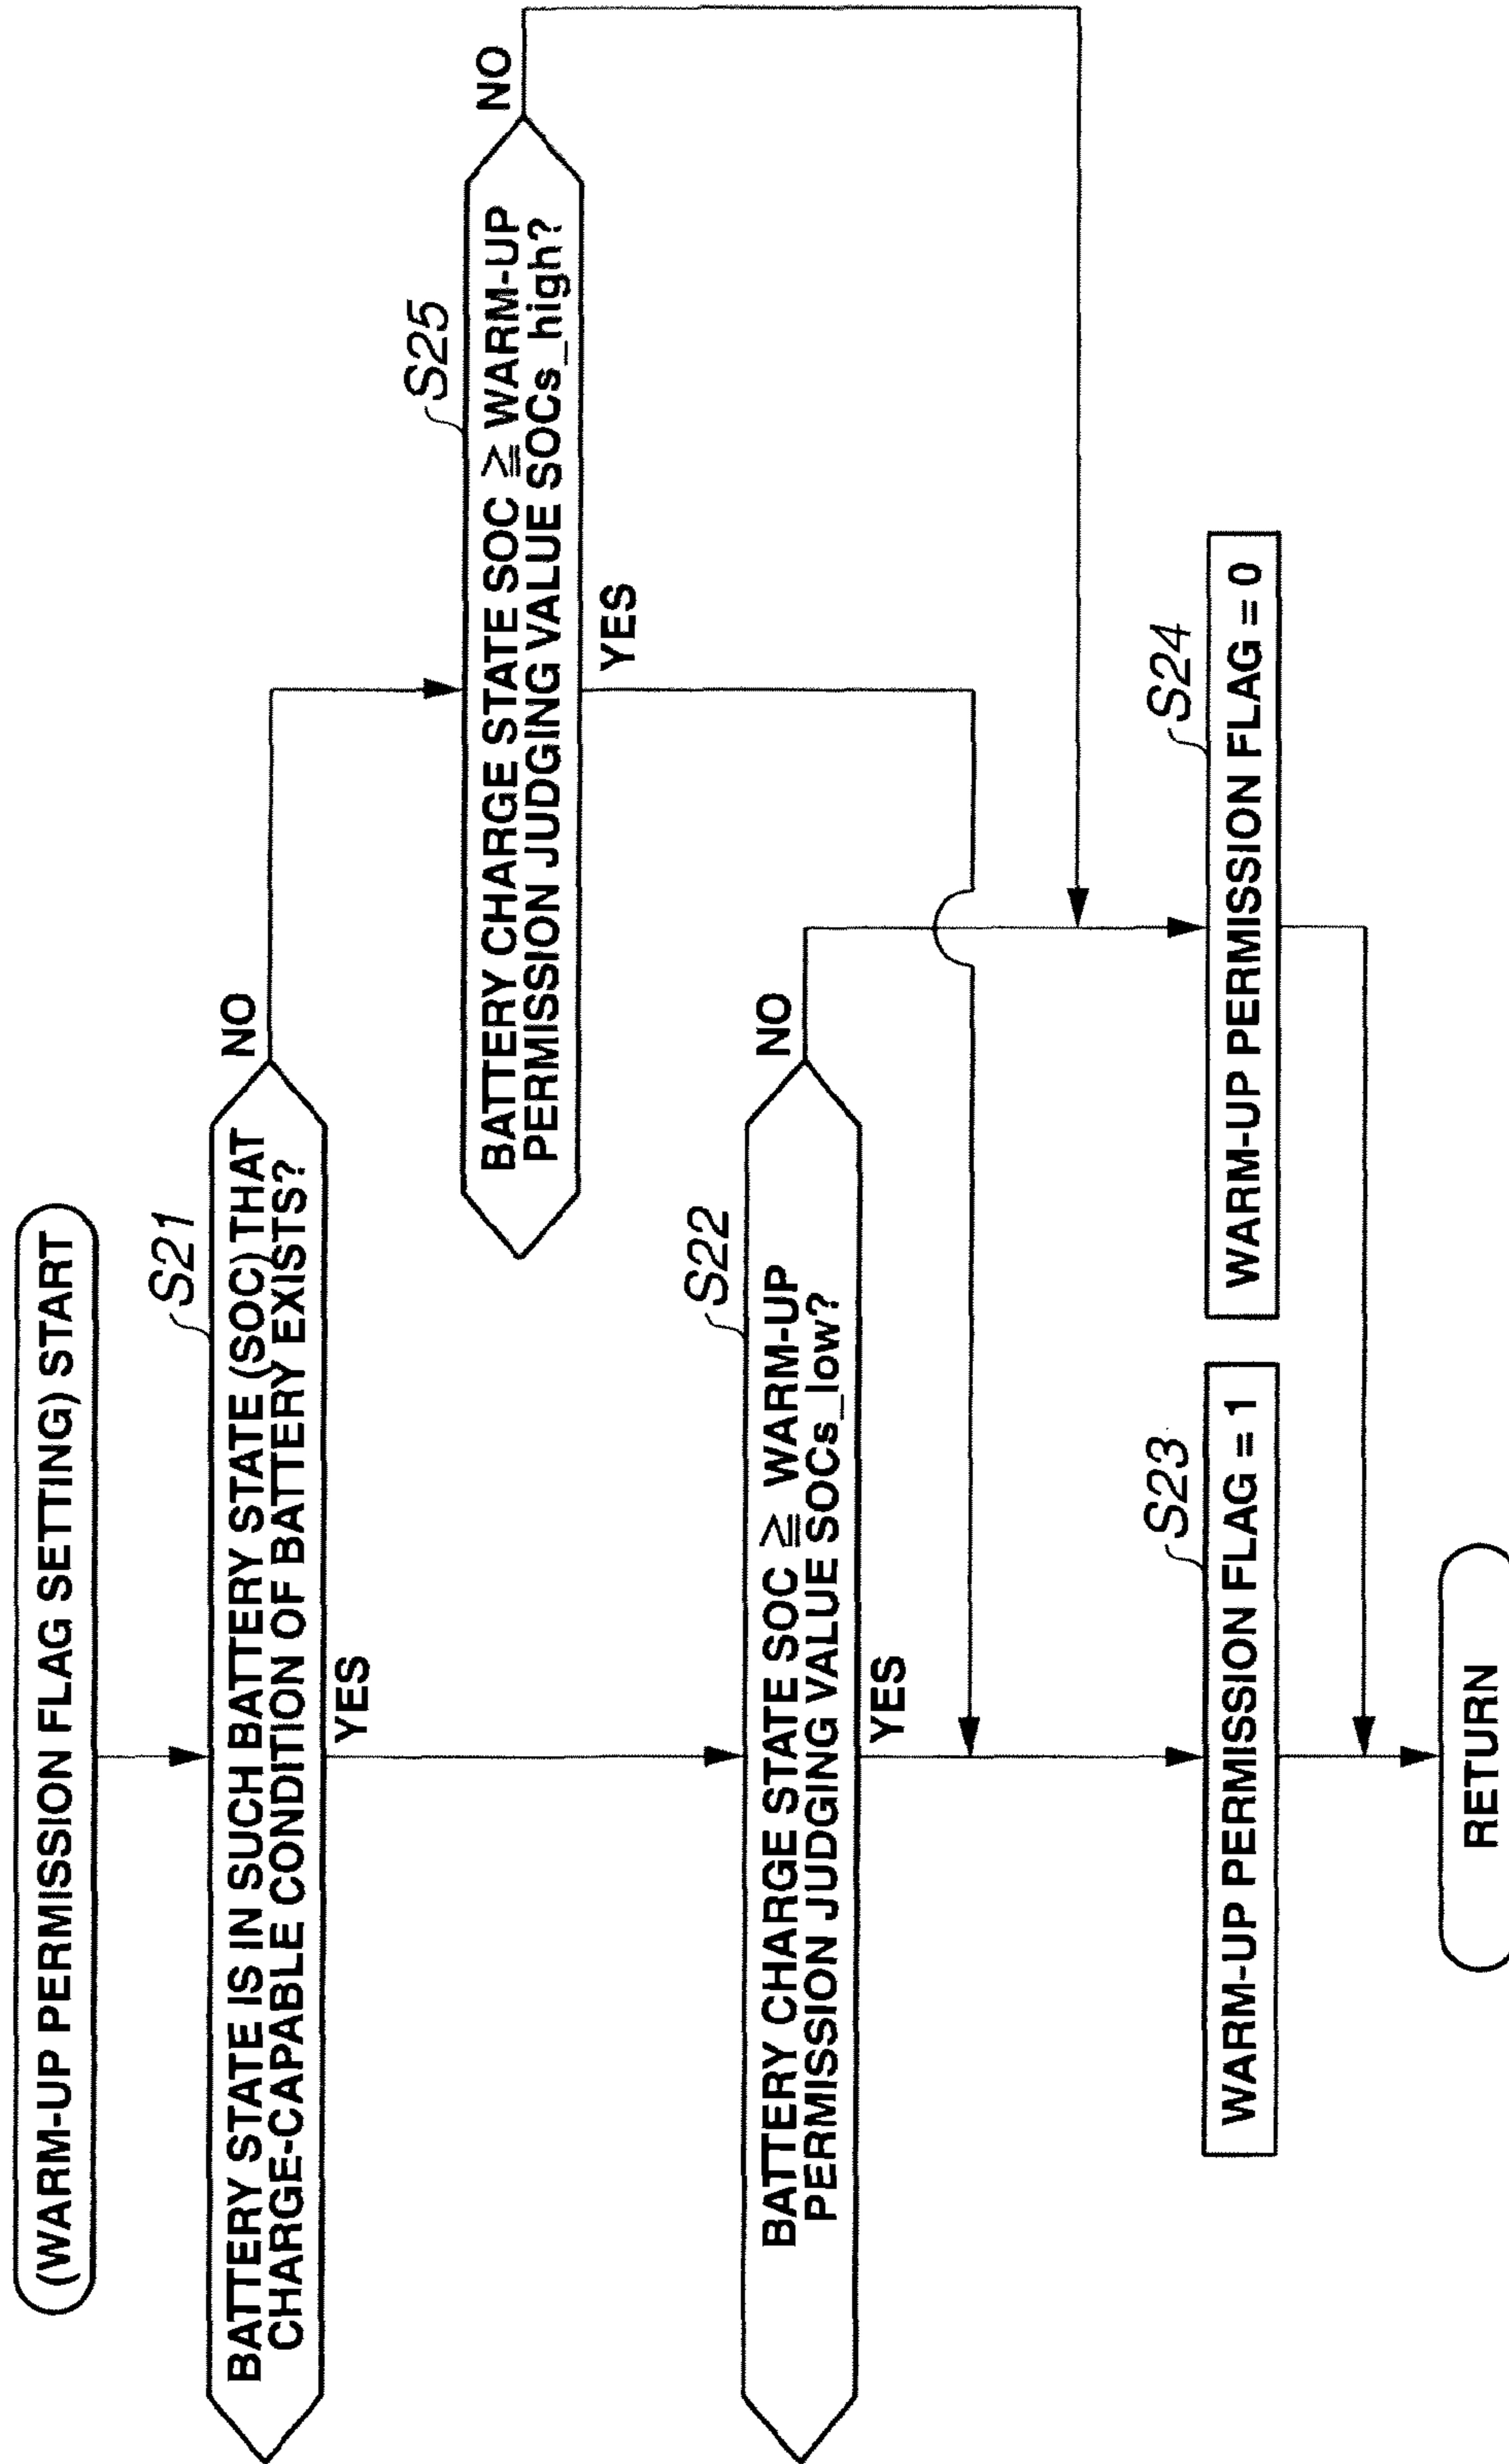 (WARM-UP PERMISSION FLAG SETTING) START
S21
BATTERY STATE IS IN SUCH BATTERY STATE (SOC) THAT
CHARGE-CAPABLE CONDITION OF BATTERY EXISTS?
NO
YES
S25
BATTERY CHARGE STATE SOC ≧ WARM-UP
PERMISSION JUDGING VALUE SOCs_high?
NO
YES
S22
BATTERY CHARGE STATE SOC ≧ WARM-UP
PERMISSION JUDGING VALUE SOCs_low?
NO
YES
S23
WARM-UP PERMISSION FLAG = 1
S24
WARM-UP PERMISSION FLAG = 0
RETURN